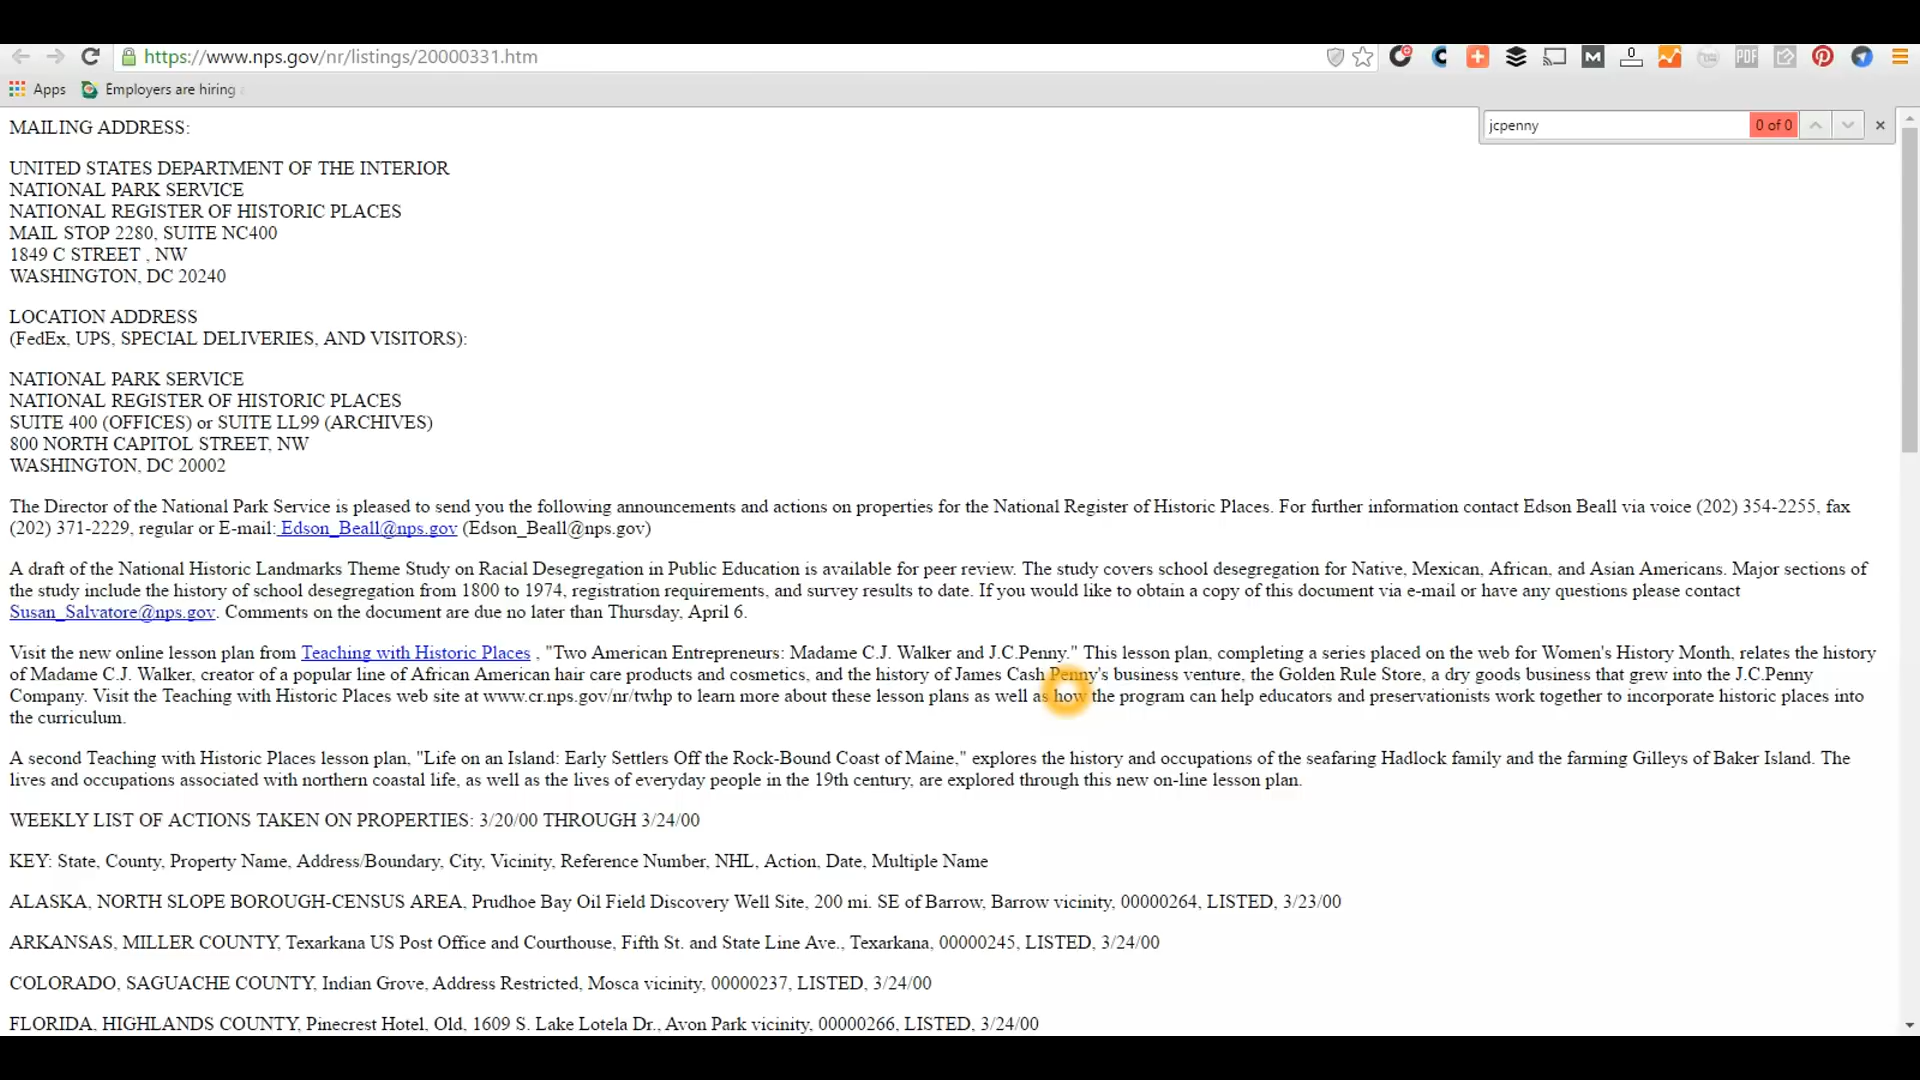 https://www.nps.gov/nr/listings/20000331.htm
Apps
Employers are hiring
jcpenny
0 of 0
MAILING ADDRESS:
UNITED STATES DEPARTMENT OF THE INTERIOR
NATIONAL PARK SERVICE
NATIONAL REGISTER OF HISTORIC PLACES
MAIL STOP 2280, SUITE NC400
1849 C STREET , NW
WASHINGTON, DC 20240
LOCATION ADDRESS
(FedEx, UPS, SPECIAL DELIVERIES, AND VISITORS):
NATIONAL PARK SERVICE
NATIONAL REGISTER OF HISTORIC PLACES
SUITE 400 (OFFICES) or SUITE LL99 (ARCHIVES)
800 NORTH CAPITOL STREET, NW
WASHINGTON, DC 20002
The Director of the National Park Service is pleased to send you the following announcements and actions on properties for the National Register of Historic Places. For further information contact Edson Beall via voice (202) 354-2255, fax
(202) 371-2229, regular or E-mail: Edson_Beall@nps.gov (Edson_Beall@nps.gov)
A draft of the National Historic Landmarks Theme Study on Racial Desegregation in Public Education is available for peer review. The study covers school desegregation for Native, Mexican, African, and Asian Americans. Major sections of
the study include the history of school desegregation from 1800 to 1974, registration requirements, and survey results to date. If you would like to obtain a copy of this document via e-mail or have any questions please contact
Susan_Salvatore@nps.gov. Comments on the document are due no later than Thursday, April 6.
Visit the new online lesson plan from Teaching with Historic Places , "Two American Entrepreneurs: Madame C.J. Walker and J.C.Penny." This lesson plan, completing a series placed on the web for Women's History Month, relates the history
of Madame C.J. Walker, creator of a popular line of African American hair care products and cosmetics, and the history of James Cash Penny's business venture, the Golden Rule Store, a dry goods business that grew into the J.C.Penny
Company. Visit the Teaching with Historic Places web site at www.cr.nps.gov/nr/twhp to learn more about these lesson plans as well as how the program can help educators and preservationists work together to incorporate historic places into
the curriculum.
A second Teaching with Historic Places lesson plan, "Life on an Island: Early Settlers Off the Rock-Bound Coast of Maine," explores the history and occupations of the seafaring Hadlock family and the farming Gilleys of Baker Island. The
lives and occupations associated with northern coastal life, as well as the lives of everyday people in the 19th century, are explored through this new on-line lesson plan.
WEEKLY LIST OF ACTIONS TAKEN ON PROPERTIES: 3/20/00 THROUGH 3/24/00
KEY: State, County, Property Name, Address/Boundary, City, Vicinity, Reference Number, NHL, Action, Date, Multiple Name
ALASKA, NORTH SLOPE BOROUGH-CENSUS AREA, Prudhoe Bay Oil Field Discovery Well Site, 200 mi. SE of Barrow, Barrow vicinity, 00000264, LISTED, 3/23/00
ARKANSAS, MILLER COUNTY, Texarkana US Post Office and Courthouse, Fifth St. and State Line Ave., Texarkana, 00000245, LISTED, 3/24/00
COLORADO, SAGUACHE COUNTY, Indian Grove, Address Restricted, Mosca vicinity, 00000237, LISTED, 3/24/00
FLORIDA, HIGHLANDS COUNTY, Pinecrest Hotel, Old, 1609 S. Lake Lotela Dr., Avon Park vicinity, 00000266, LISTED, 3/24/00